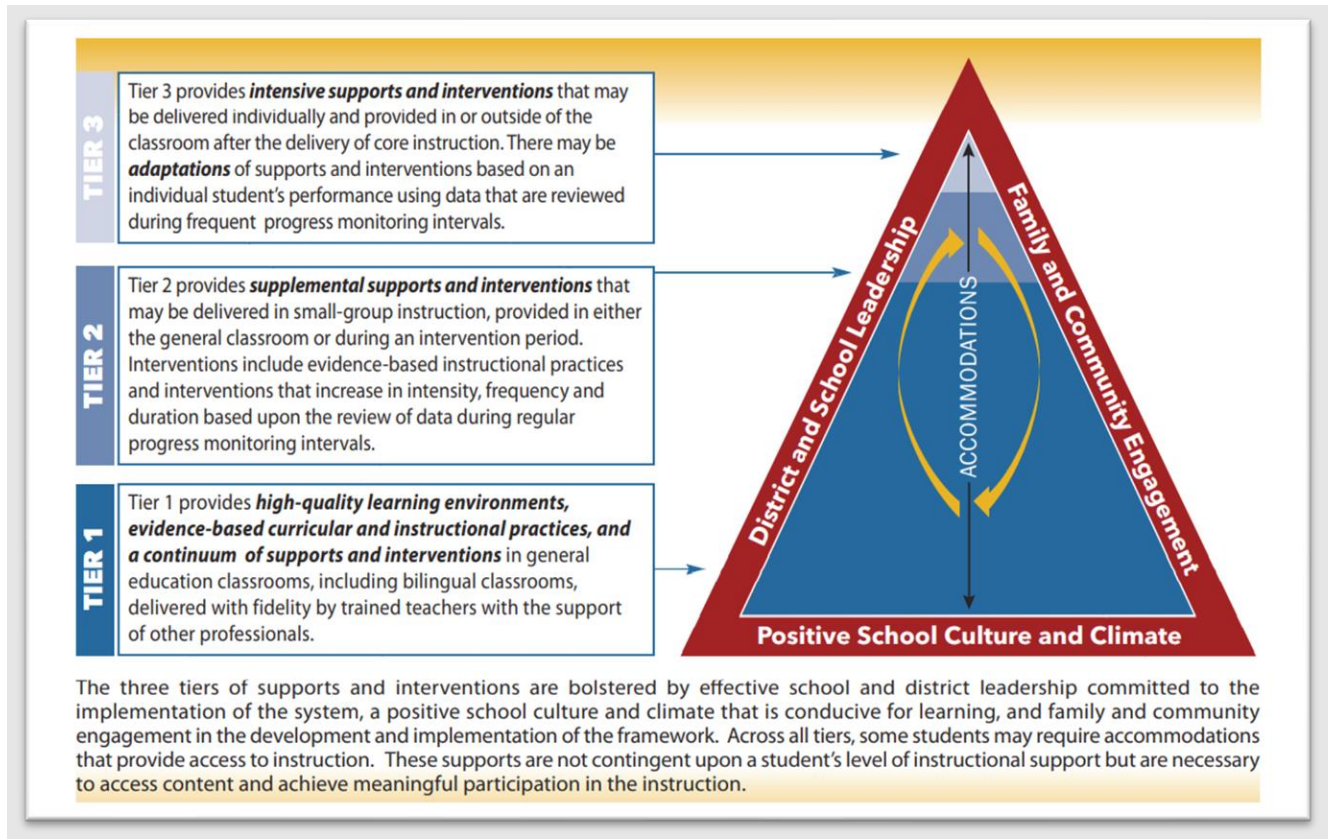 TIER 3
Tier 3 provides intensive supports and interventions that may
be delivered individually and provided in or outside of the
classroom after the delivery of core instruction. There may be
adaptations of supports and interventions based on an
individual student's performance using data that are reviewed
during frequent progress monitoring intervals.
TIER 2
Tier 2 provides supplemental supports and interventions that
may be delivered in small-group instruction, provided in either
the general classroom or during an intervention period.
Interventions include evidence-based instructional practices
and interventions that increase in intensity, frequency and
duration based upon the review of data during regular
progress monitoring intervals.
TIER 1
Tier 1 provides high-quality learning environments,
evidence-based curricular and instructional practices, and
a continuum of supports and interventions in general
education classrooms, including bilingual classrooms,
delivered with fidelity by trained teachers with the support
of other professionals.
District and School Leadership
ACCOMMODATIONS
Family and Community Engagement
Positive School Culture and Climate
The three tiers of supports and interventions are bolstered by effective school and district leadership committed to the
implementation of the system, a positive school culture and climate that is conducive for learning, and family and community
engagement in the development and implementation of the framework. Across all tiers, some students may require accommodations
that provide access to instruction. These supports are not contingent upon a student's level of instructional support but are necessary
to access content and achieve meaningful participation in the instruction.